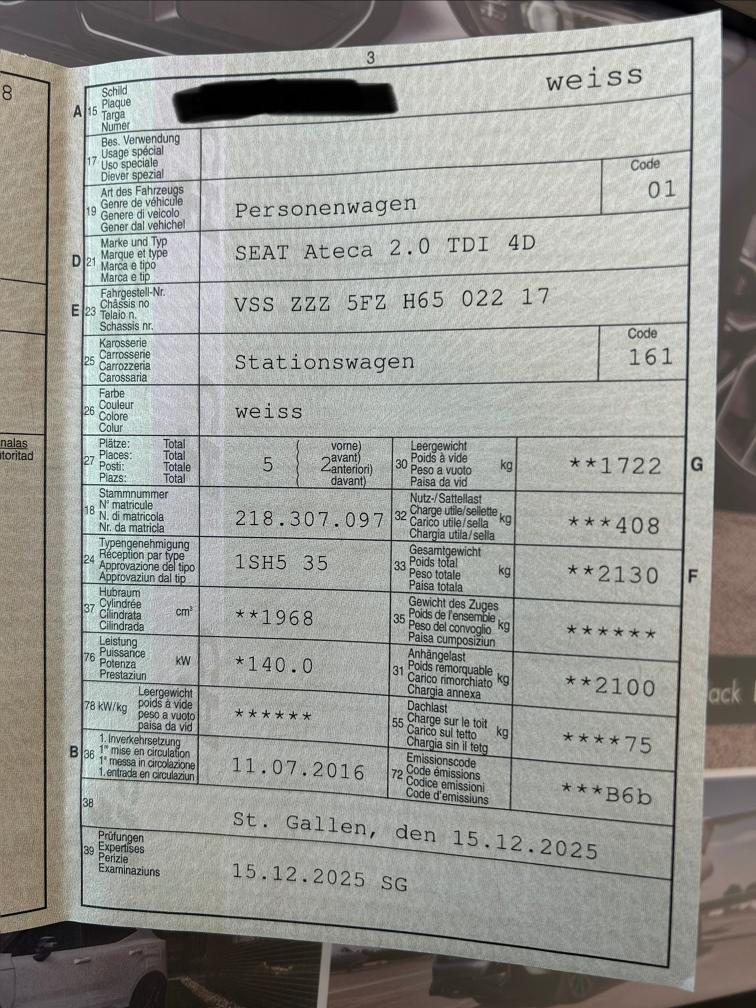 3
8
A 15 Schild
Plaque
Targa
Numer
weiss
17 Bes. Verwendung
Usage spécial
Uso speciale
Diever spezial
19 Art des Fahrzeugs
Genre de véhicule
Genere di veicolo
Gener dal vehichel
Personenwagen
Code
01
D 21 Marke und Typ
Marque et type
Marca e tipo
Marca e tip
SEAT Ateca 2.0 TDI 4D
E 23 Fahrgestell-Nr.
Châssis no
Telaio n.
Schassis nr.
VSS ZZZ 5FZ H65 022 17
25 Karosserie
Carrosserie
Carrozzeria
Carossaria
Stationswagen
Code
161
26 Farbe
Couleur
Colore
Colur
weiss
27 Plätze: Total
Places: Total
Posti: Totale
Plazs: Total
5
2
vorne)
avant)
anteriori)
davant)
30 Leergewicht
Poids à vide
Peso a vuoto
Paisa da vid
kg
**1722
G
18 Stammnummer
N° matricule
N. di matricola
Nr. da matricla
218.307.097
32 Nutz-/Sattellast
Charge utile/sellette
Carico utile/sella
Chargia utila/sella
kg
***408
24 Typengenehmigung
Réception par type
Approvazione del tipo
Approvaziun dal tip
1SH5 35
33 Gesamtgewicht
Poids total
Peso totale
Paisa totala
kg
**2130
F
37 Hubraum
Cylindrée
Cilindrata
Cilindrada
cm³
**1968
35 Gewicht des Zuges
Poids de l'ensemble
Peso del convoglio
Paisa cumposiziun
kg
******
76 Leistung
Puissance
Potenza
Prestaziun
kW
*140.0
31 Anhängelast
Poids remorquable
Carico rimorchiato
Chargia annexa
kg
**2100
78 kW/kg
Leergewicht
poids à vide
peso a vuoto
paisa da vid
******
55 Dachlast
Charge sur le toit
Carico sul tetto
Chargia sin il tetg
kg
****75
B 36 1. Inverkehrsetzung
1re mise en circulation
1a messa in circolazione
1. entrada en circulaziun
11.07.2016
72 Emissionscode
Code émissions
Codice emissioni
Code d'emissiuns
***B6b
38
St. Gallen, den 15.12.2025
39 Prüfungen
Expertises
Perizie
Examinaziuns
15.12.2025 SG